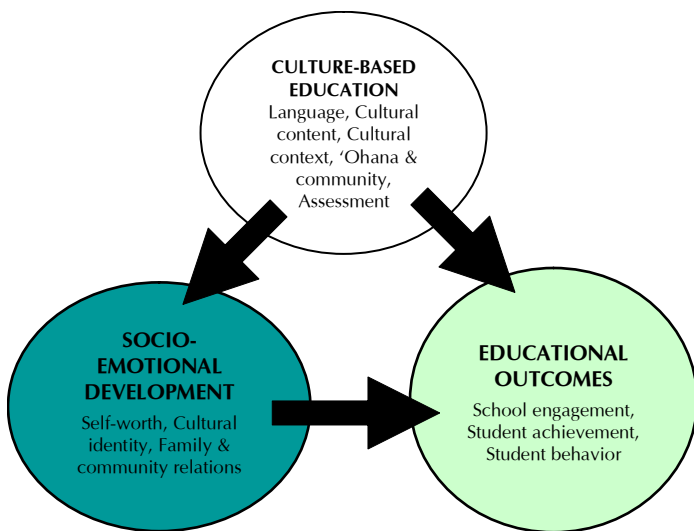 CULTURE-BASED
EDUCATION
Language, Cultural
content, Cultural
context, ‘Ohana &
community,
Assessment
SOCIO-
EMOTIONAL
DEVELOPMENT
Self-worth, Cultural
identity, Family &
community relations
EDUCATIONAL
OUTCOMES
School engagement,
Student achievement,
Student behavior